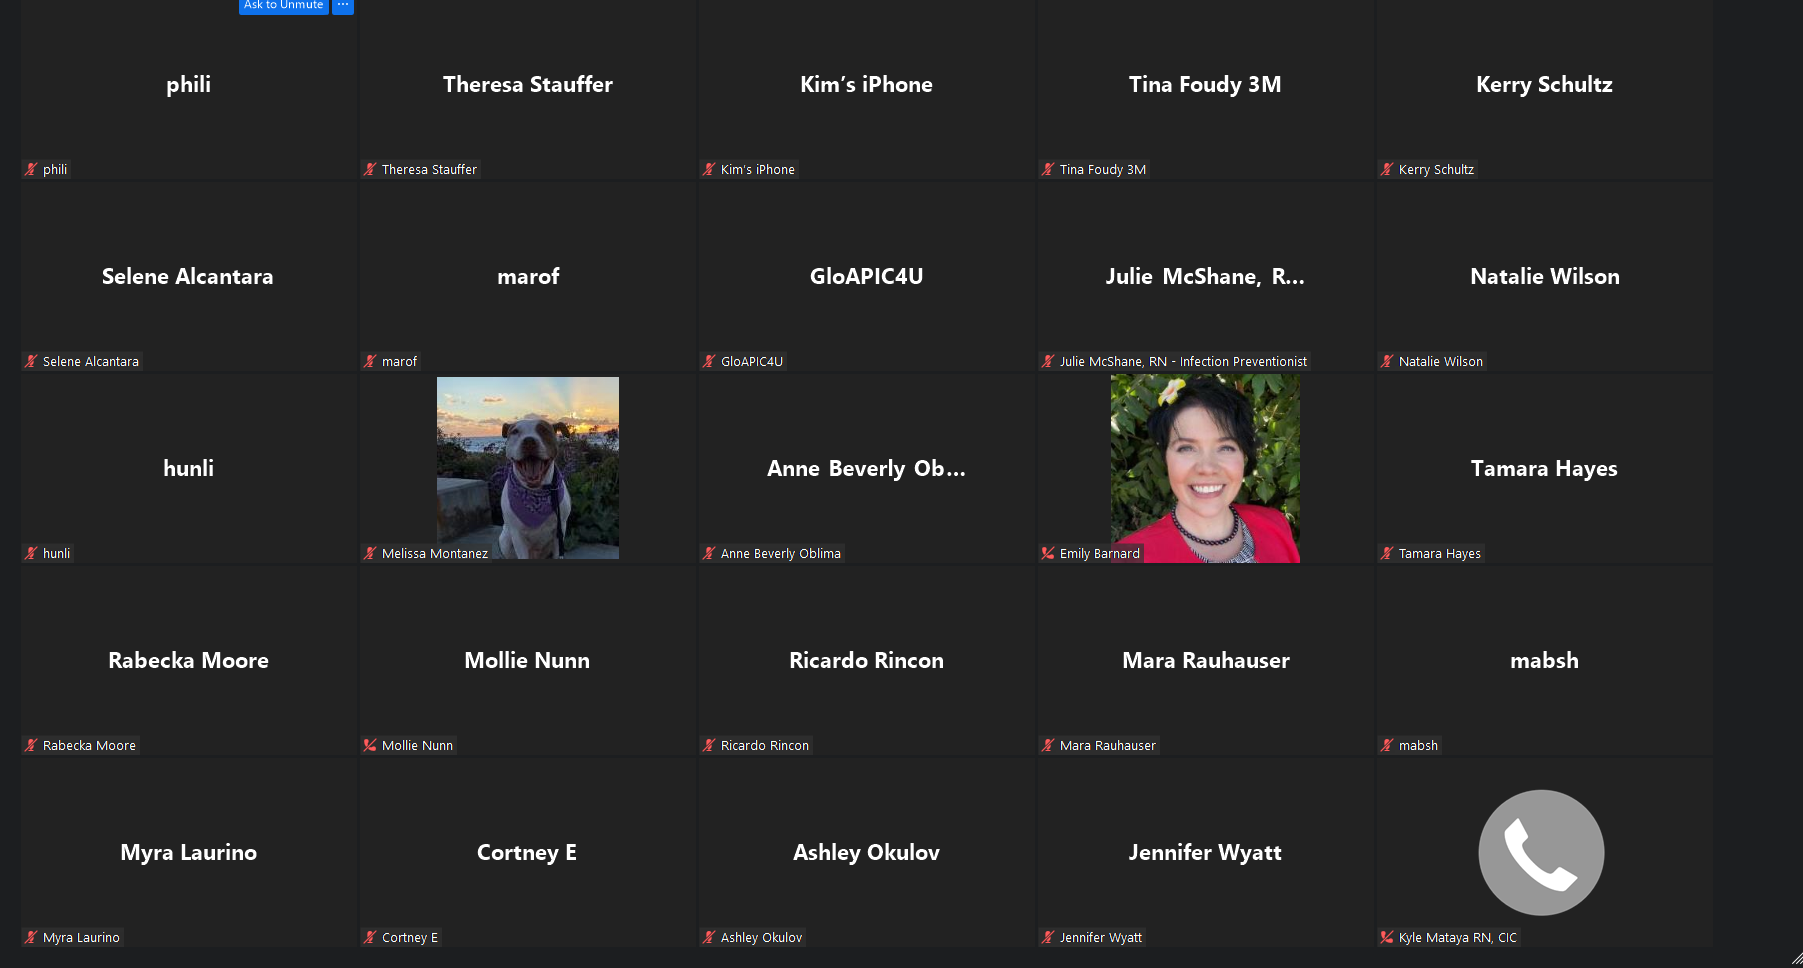 Ask to Unmute ...
phili
Theresa Stauffer
Kim's iPhone
Tina Foudy 3M
Kerry Schultz
phili
Theresa Stauffer
Kim's iPhone
Tina Foudy 3M
Kerry Schultz
Selene Alcantara
marof
GloAPIC4U
Julie McShane, R...
Natalie Wilson
Selene Alcantara
marof
GloAPIC4U
Julie McShane, RN - Infection Preventionist
Natalie Wilson
hunli
Anne Beverly Ob...
Tamara Hayes
hunli
Melissa Montanez
Anne Beverly Oblima
Emily Barnard
Tamara Hayes
Rabecka Moore
Mollie Nunn
Ricardo Rincon
Mara Rauhauser
mabsh
Rabecka Moore
Mollie Nunn
Ricardo Rincon
Mara Rauhauser
mabsh
Myra Laurino
Cortney E
Ashley Okulov
Jennifer Wyatt
Myra Laurino
Cortney E
Ashley Okulov
Jennifer Wyatt
Kyle Mataya RN, CIC